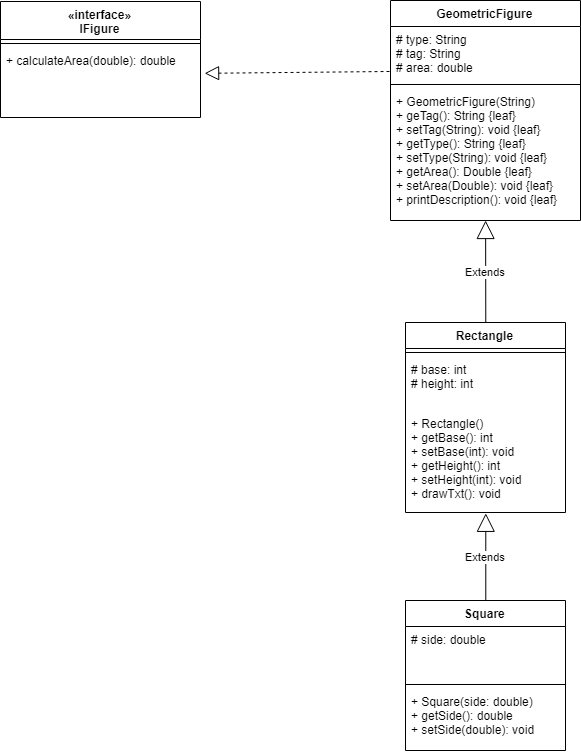 «interface»
IFigure
+ calculateArea(double): double
GeometricFigure
# type: String
# tag: String
# area: double
+ GeometricFigure(String)
+ geTag(): String {leaf}
+ setTag(String): void {leaf}
+ getType(): String {leaf}
+ setType(String): void {leaf}
+ getArea(): Double {leaf}
+ setArea(Double): void {leaf}
+ printDescription(): void {leaf}
Extends
Rectangle
# base: int
# height: int
+ Rectangle()
+ getBase(): int
+ setBase(int): void
+ getHeight(): int
+ setHeight(int): void
+ drawTxt(): void
Extends
Square
# side: double
+ Square(side: double)
+ getSide(): double
+ setSide(double): void